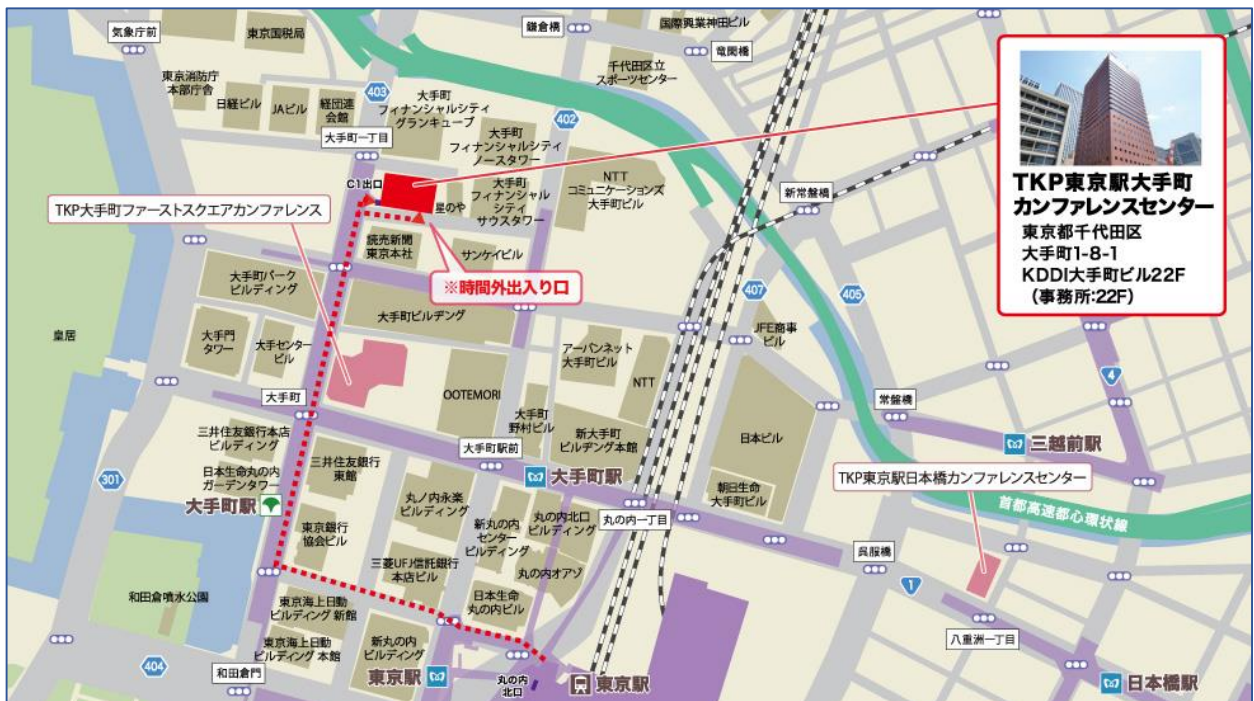 気象庁前
東京国税局
鎌倉橋
国際興業神田ビル
竜閑橋
東京消防庁
本部庁舎
日経ビル
JAビル
経団連
会館
403
大手町
フィナンシャルシティ
グランキューブ
千代田区立
スポーツセンター
402
大手町一丁目
大手町
フィナンシャルシティ
ノースタワー
NTT
コミュニケーションズ
大手町ビル
新常盤橋
TKP東京駅大手町
カンファレンスセンター
東京都千代田区
大手町1-8-1
KDDI大手町ビル22F
(事務所:22F)
C1出口
星のや
大手町
フィナンシャル
シティ
サウスタワー
TKP大手町ファーストスクエアカンファレンス
読売新聞
東京本社
サンケイビル
※時間外出入り口
大手町パーク
ビルディング
大手町ビルヂング
407
405
皇居
大手門
タワー
大手センター
ビル
アーバンネット
大手町ビル
JFE商事
ビル
NTT
4
大手町
OOTEMORI
大手町
野村ビル
新大手町
ビルヂング本館
日本ビル
常盤橋
三越前駅
三井住友銀行本店
ビルディング
三井住友銀行
東館
大手町駅前
大手町駅
日本生命丸の内
ガーデンタワー
301
大手町駅
丸ノ内永楽
ビルディング
朝日生命
大手町ビル
TKP東京駅日本橋カンファレンスセンター
首都高速都心環状線
東京銀行
協会ビル
新丸の内
センター
ビルディング
丸の内北口
ビルディング
丸の内一丁目
呉服橋
三菱UFJ信託銀行
本店ビル
丸の内オアゾ
1
和田倉噴水公園
東京海上日動
ビルディング 新館
日本生命
丸の内ビル
八重洲一丁目
東京海上日動
ビルディング 本館
新丸の内
ビルディング
404
和田倉門
東京駅
丸の内
北口
東京駅
日本橋駅